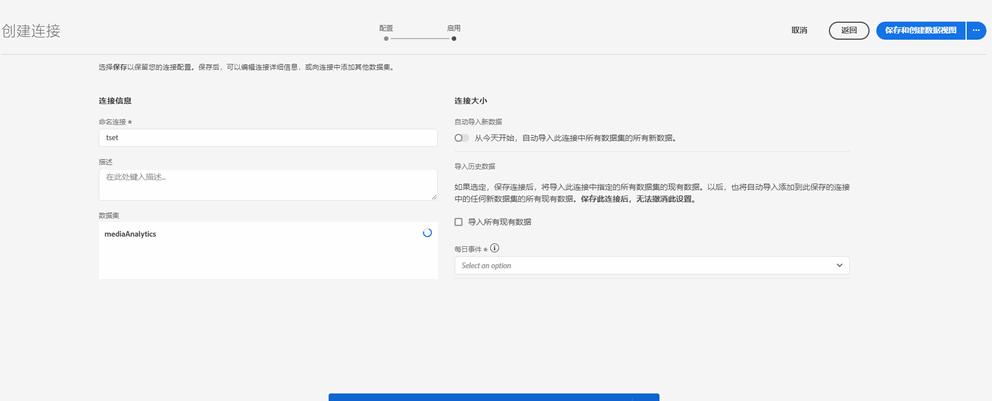 创建连接
配置
启用
取消
返回
保存和创建数据视图
选择保存以保留您的连接配置。保存后，可以编辑连接详细信息，或向连接中添加其他数据集。
连接信息
命名连接 *
tset
描述
在此处键入描述...
数据集
mediaAnalytics
连接大小
自动导入新数据
从今天开始，自动导入此连接中所有数据集的所有新数据。
导入历史数据
如果选定，保存连接后，将导入此连接中指定的所有数据集的现有数据。以后，也将自动导入添加到此保存的连接
中的任何新数据集的所有现有数据。保存此连接后，无法撤消此设置。
导入所有现有数据
每日事件 *
Select an option